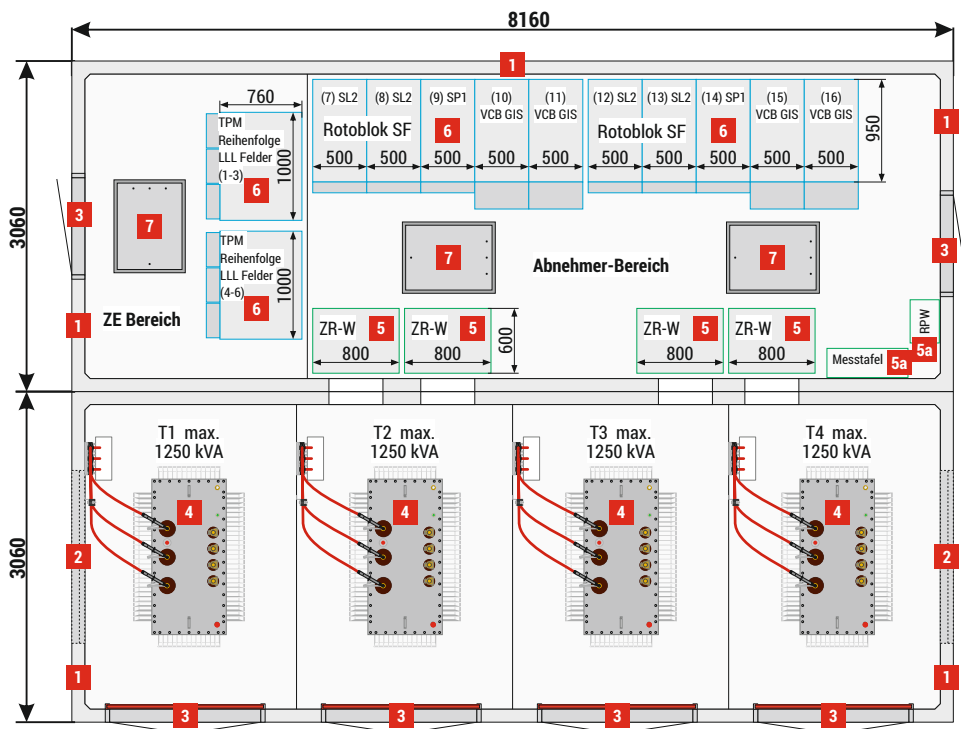 8160
1
760
(7) SL2 (8) SL2 (9) SP1 (10) VCB GIS (11) VCB GIS (12) SL2 (13) SL2 (14) SP1 (15) VCB GIS (16) VCB GIS
1
TPM
Reihenfolge
LLL Felder
(1-3)
1000
6
Rotoblok SF 6 Rotoblok SF 6
500 500 500 500 500 500 500 500 500 500
950
3060
3
7
TPM
Reihenfolge
LLL Felder
(4-6)
1000
6
7
Abnehmer-Bereich
7
3
1
ZE Bereich
ZR-W 5 ZR-W 5 600 ZR-W 5 ZR-W 5
800 800 800 800
RPW
5a
Messtafel 5a
T1 max. T2 max. T3 max. T4 max.
1250 kVA 1250 kVA 1250 kVA 1250 kVA
4 4 4 4
3060
2 2
1 1
3 3 3 3